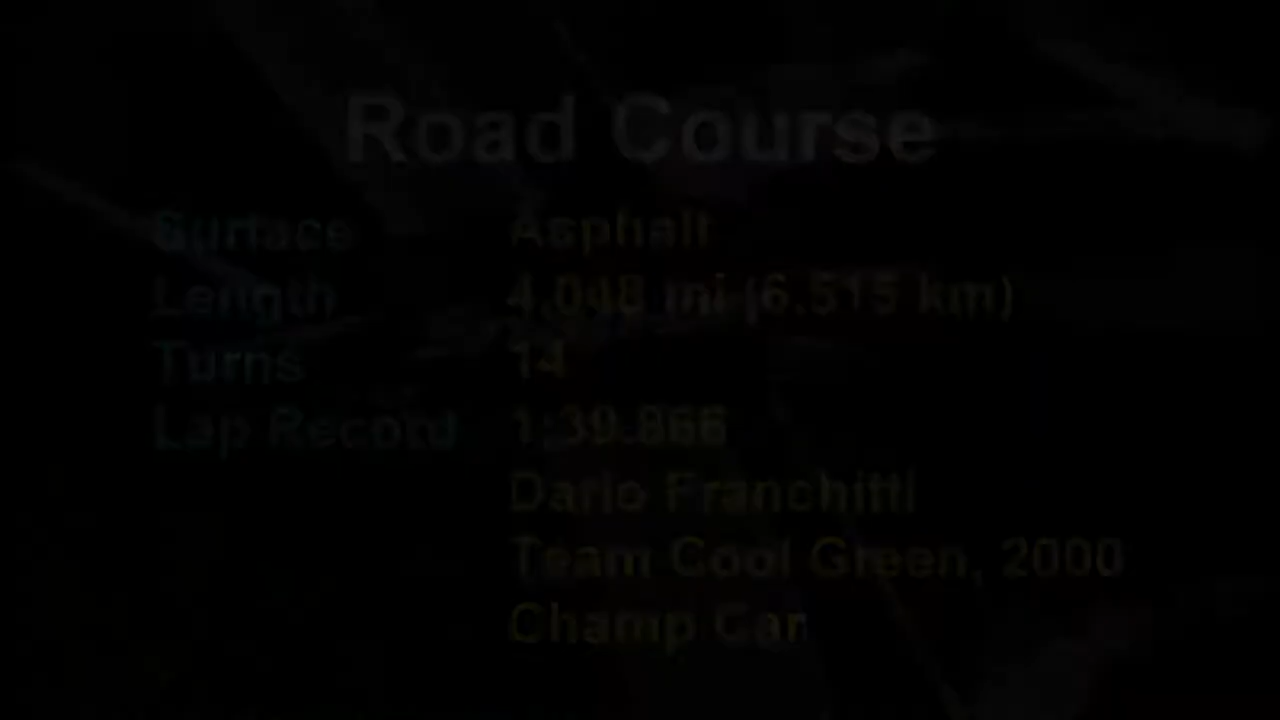 Road Course
Surface Asphalt
Length 4.048 mi (6.515 km)
Turns 14
Lap Record 1:39.866
Dario Franchitti
Team Cool Green, 2000
Champ Car